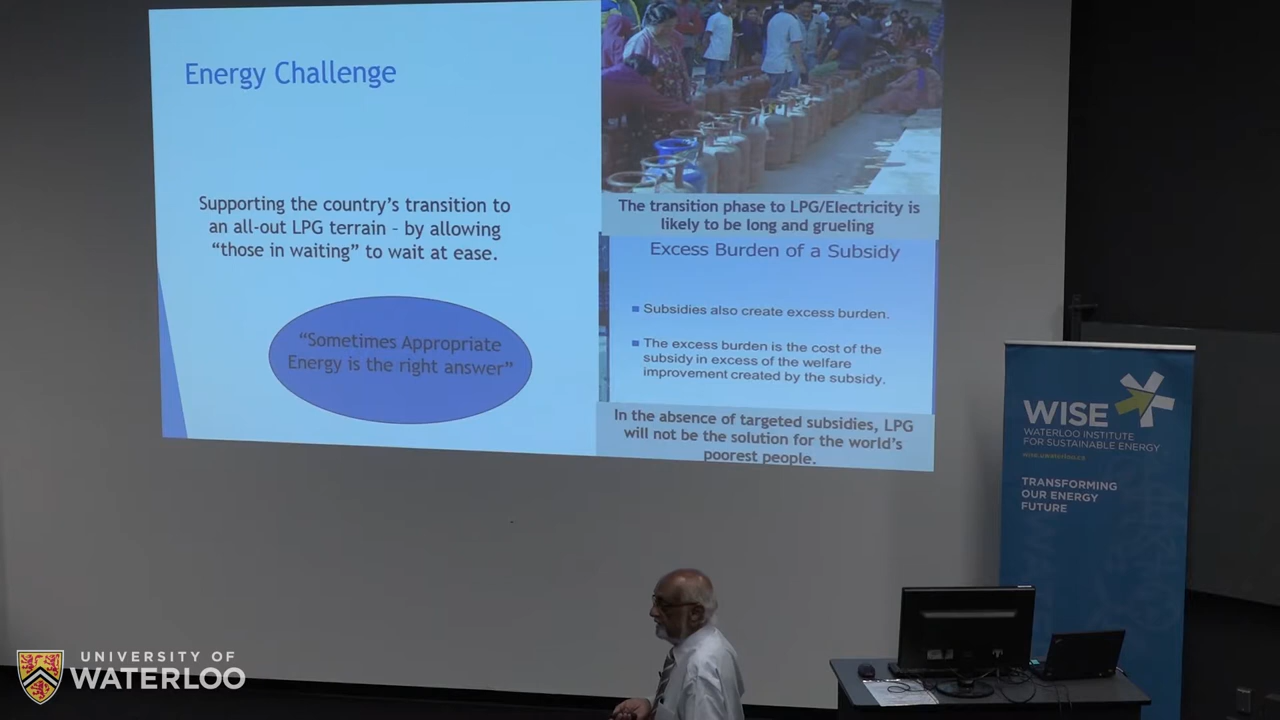 Energy Challenge
Supporting the country's transition to
an all-out LPG terrain – by allowing
"those in waiting" to wait at ease.
"Sometimes Appropriate
Energy is the right answer"
The transition phase to LPG/Electricity is
likely to be long and grueling
Excess Burden of a Subsidy
Subsidies also create excess burden.
The excess burden is the cost of the
subsidy in excess of the welfare
improvement created by the subsidy.
In the absence of targeted subsidies, LPG
will not be the solution for the world's
poorest people.
WISE
WATERLOO INSTITUTE
FOR SUSTAINABLE ENERGY
TRANSFORMING
OUR ENERGY
FUTURE
UNIVERSITY OF
WATERLOO